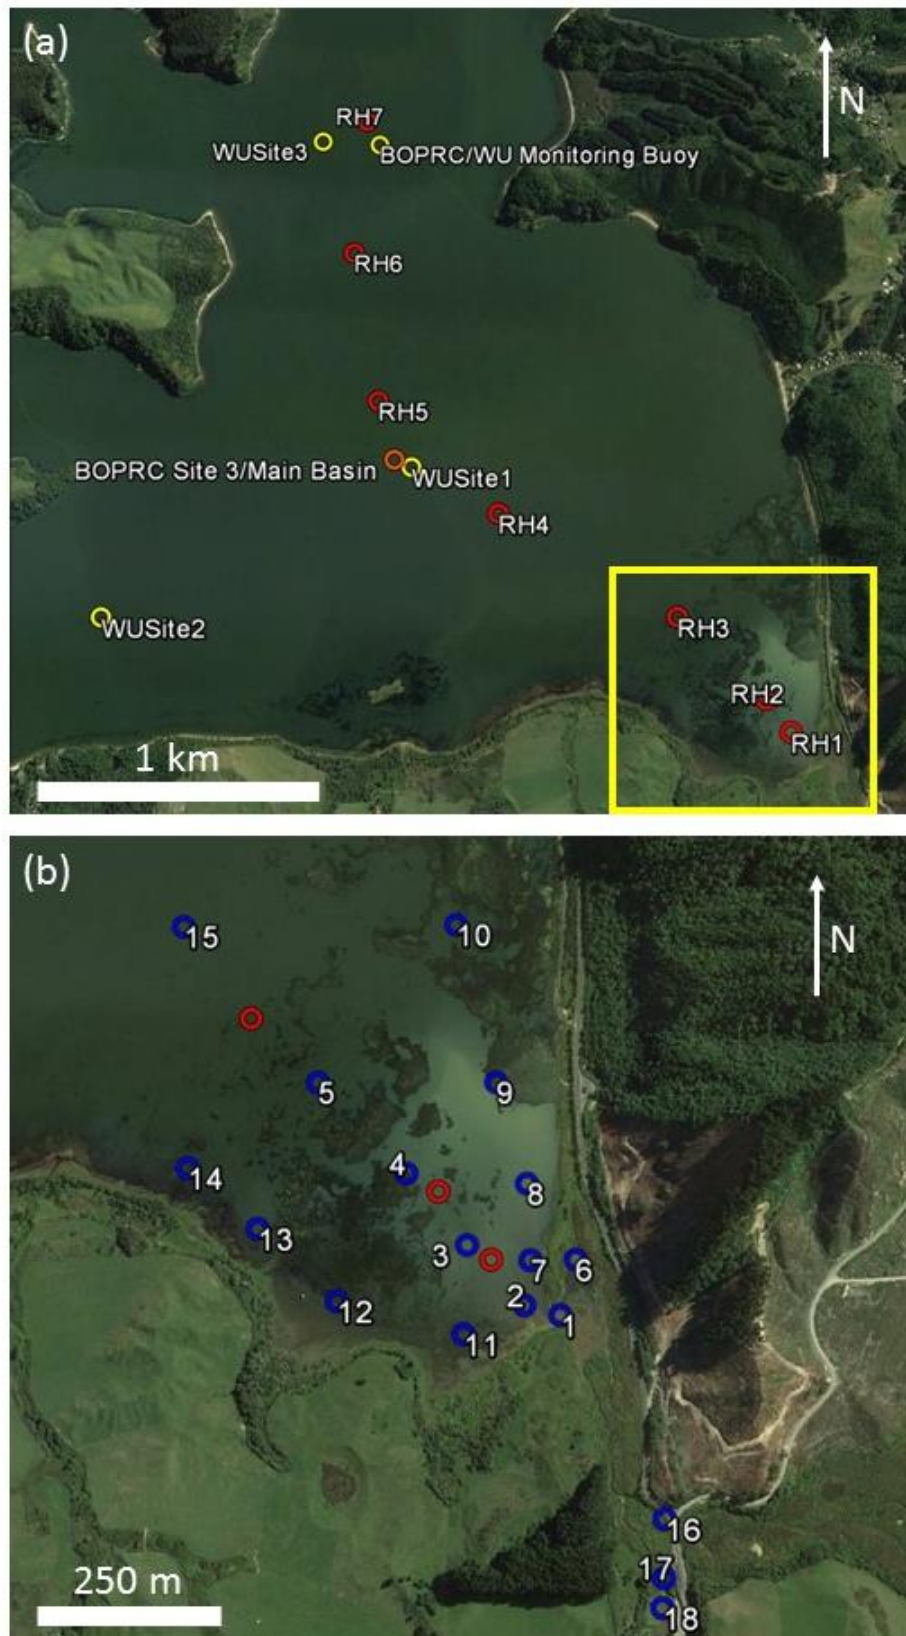 (a)
N
RH7
WUSite3
BOPRC/WU Monitoring Buoy
RH6
RH5
BOPRC Site 3/Main Basin
WUSite1
RH4
WUSite2
RH3
RH2
RH1
1 km
(b)
N
15
10
5
9
4
8
14
13
3
7
6
2
1
12
11
16
17
18
250 m